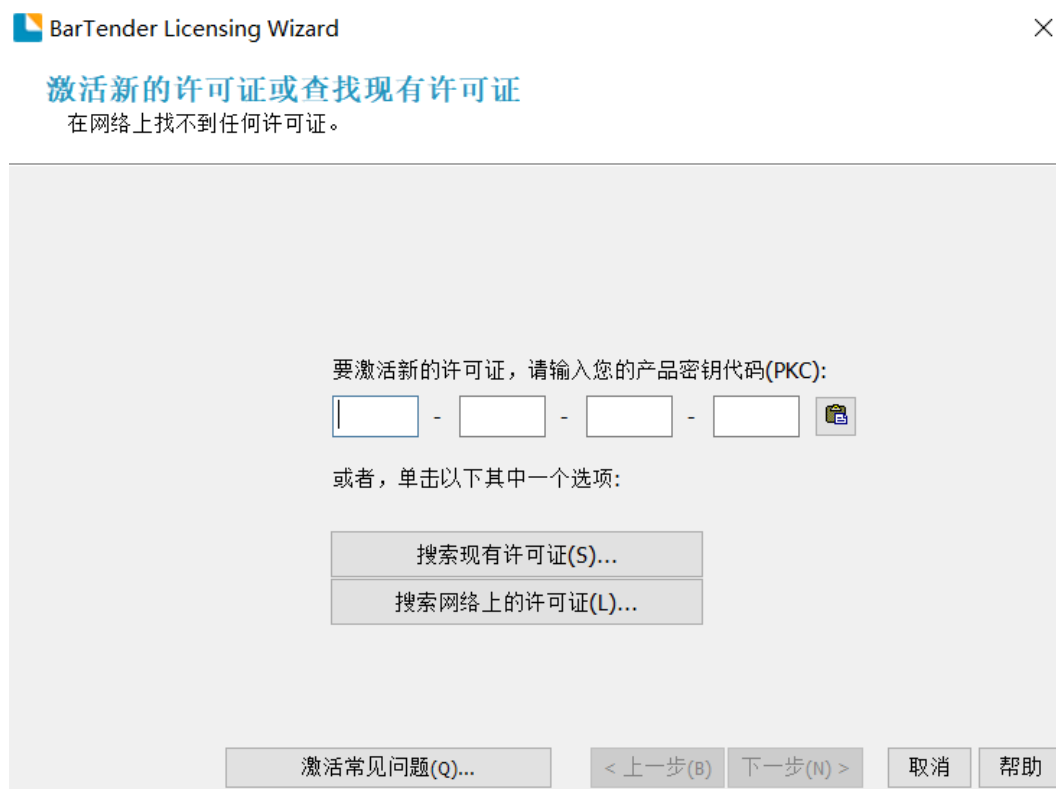 BarTender Licensing Wizard
激活新的许可证或查找现有许可证
在网络上找不到任何许可证。
要激活新的许可证，请输入您的产品密钥代码(PKC):
- - -
或者，单击以下其中一个选项:
搜索现有许可证(S)...
搜索网络上的许可证(L)...
激活常见问题(Q)... < 上一步(B) 下一步(N) > 取消 帮助